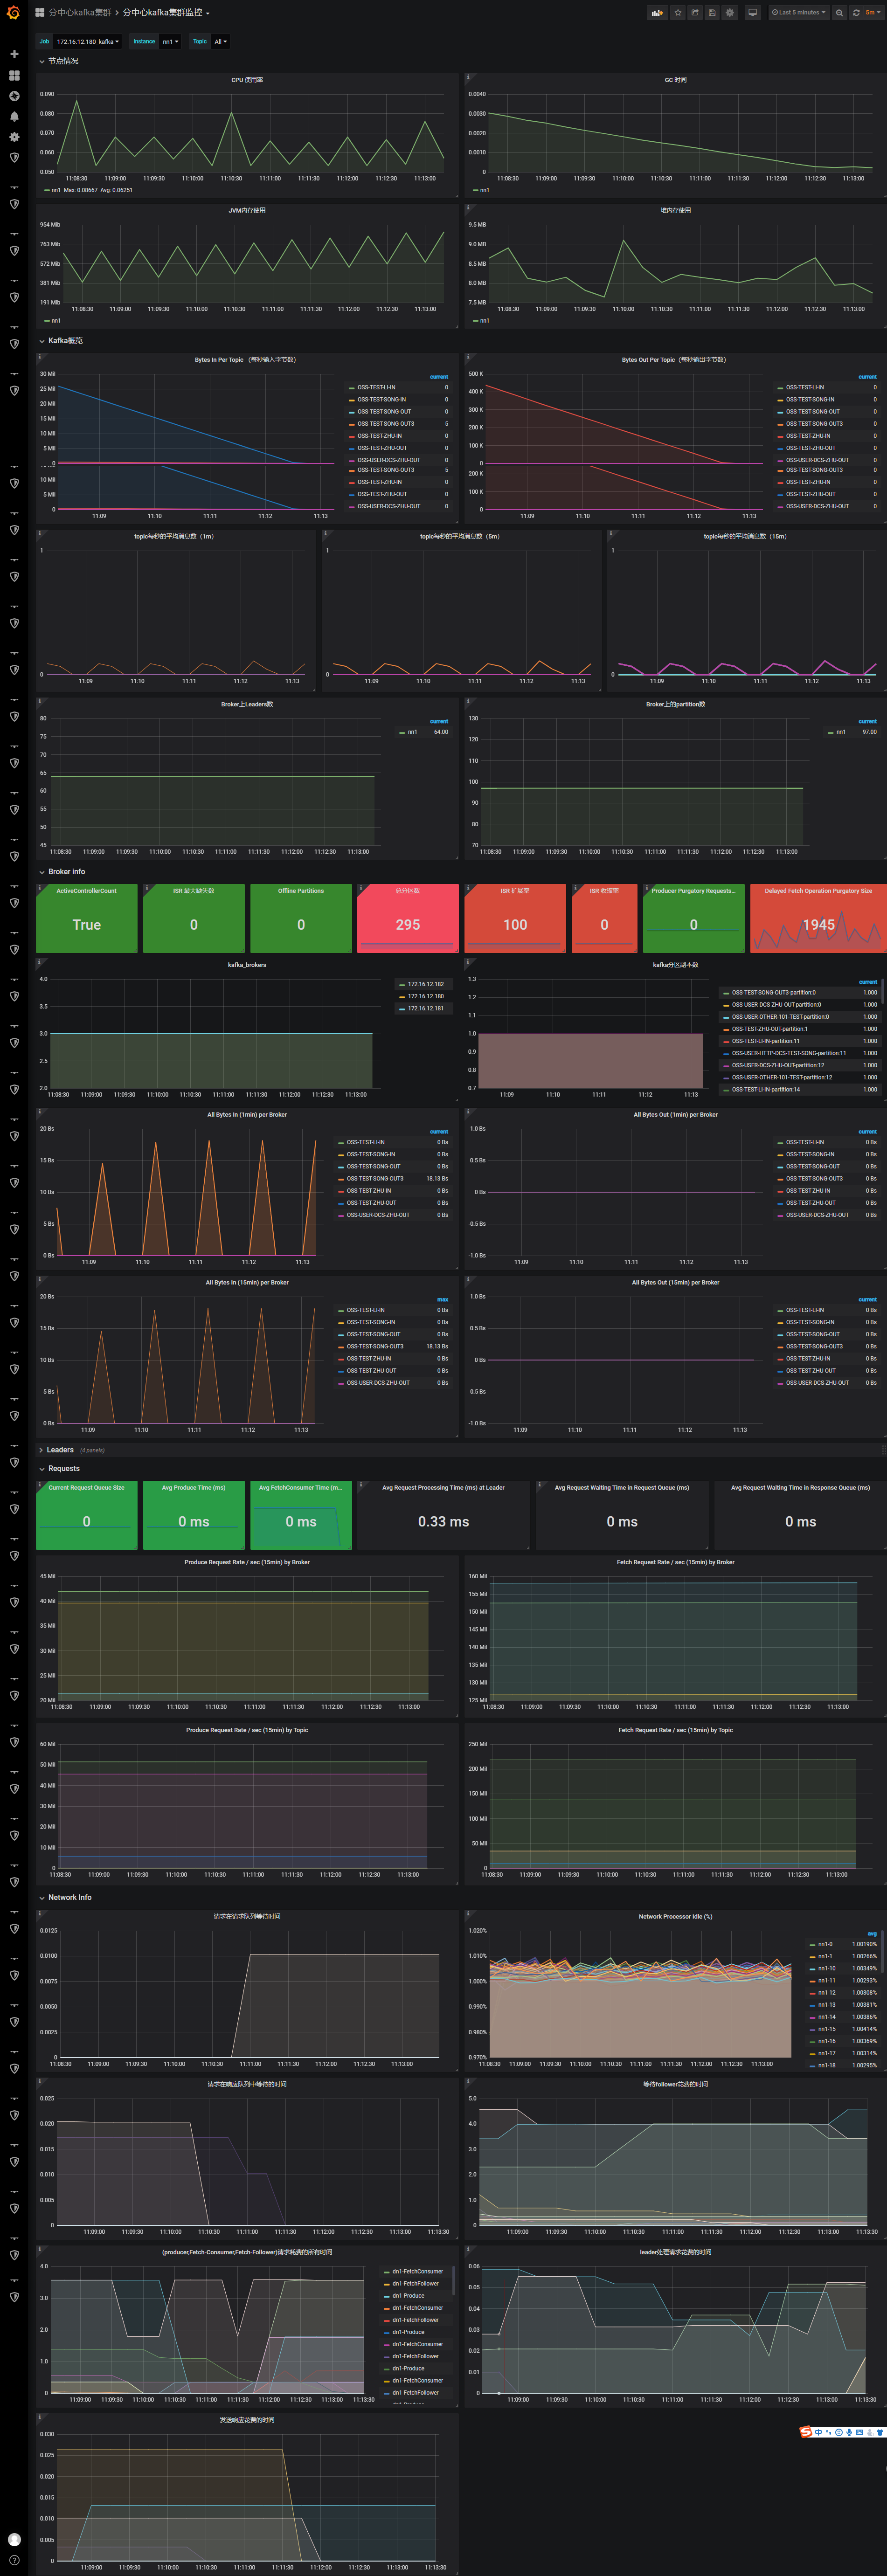 分中心kafka集群 > 分中心kafka集群监控
Last 5 minutes
5m
Job 172.16.12.180_kafka Instance nn1 Topic All
节点情况
CPU 使用率
0.090
0.080
0.070
0.060
0.050
11:08:30 11:09:00 11:09:30 11:10:00 11:10:30 11:11:00 11:11:30 11:12:00 11:12:30 11:13:00
nn1 Max: 0.08667 Avg: 0.06251
GC 时间
0.0040
0.0030
0.0020
0.0010
0
11:08:30 11:09:00 11:09:30 11:10:00 11:10:30 11:11:00 11:11:30 11:12:00 11:12:30 11:13:00
nn1
JVM内存使用
954 Mib
763 Mib
572 Mib
381 Mib
191 Mib
11:08:30 11:09:00 11:09:30 11:10:00 11:10:30 11:11:00 11:11:30 11:12:00 11:12:30 11:13:00
nn1
堆内存使用
9.5 MB
9.0 MB
8.5 MB
8.0 MB
7.5 MB
11:08:30 11:09:00 11:09:30 11:10:00 11:10:30 11:11:00 11:11:30 11:12:00 11:12:30 11:13:00
nn1
Kafka概览
Bytes In Per Topic （每秒输入字节数）
30 Mil
25 Mil
20 Mil
15 Mil
10 Mil
5 Mil
0
10 Mil
5 Mil
0
11:09 11:10 11:11 11:12 11:13
current
OSS-TEST-LI-IN 0
OSS-TEST-SONG-IN 0
OSS-TEST-SONG-OUT 0
OSS-TEST-SONG-OUT3 5
OSS-TEST-ZHU-IN 0
OSS-TEST-ZHU-OUT 0
OSS-USER-DCS-ZHU-OUT 0
OSS-TEST-SONG-OUT3 5
OSS-TEST-ZHU-IN 0
OSS-TEST-ZHU-OUT 0
OSS-USER-DCS-ZHU-OUT 0
Bytes Out Per Topic （每秒输出字节数）
500 K
400 K
300 K
200 K
100 K
0
200 K
100 K
0
11:09 11:10 11:11 11:12 11:13
current
OSS-TEST-LI-IN 0
OSS-TEST-SONG-IN 0
OSS-TEST-SONG-OUT 0
OSS-TEST-SONG-OUT3 0
OSS-TEST-ZHU-IN 0
OSS-TEST-ZHU-OUT 0
OSS-USER-DCS-ZHU-OUT 0
OSS-TEST-SONG-OUT3 0
OSS-TEST-ZHU-IN 0
OSS-TEST-ZHU-OUT 0
OSS-USER-DCS-ZHU-OUT 0
topic每秒的平均消息数（1m）
1
0
11:09 11:10 11:11 11:12 11:13
topic每秒的平均消息数（5m）
1
0
11:09 11:10 11:11 11:12 11:13
topic每秒的平均消息数（15m）
1
0
11:09 11:10 11:11 11:12 11:13
Broker上Leaders数
80
75
70
65
60
55
50
45
11:08:30 11:09:00 11:09:30 11:10:00 11:10:30 11:11:00 11:11:30 11:12:00 11:12:30 11:13:00
current
nn1 64.00
Broker上的partition数
130
120
110
100
90
80
70
11:08:30 11:09:00 11:09:30 11:10:00 11:10:30 11:11:00 11:11:30 11:12:00 11:12:30 11:13:00
current
nn1 97.00
Broker info
ActiveControllerCount
True
ISR 最大缺失数
0
Offline Partitions
0
总分区数
295
ISR 扩展率
100
ISR 收缩率
0
Producer Purgatory Requests...
0
Delayed Fetch Operation Purgatory Size
1945
kafka_brokers
4.0
3.5
3.0
2.5
2.0
11:08:30 11:09:00 11:09:30 11:10:00 11:10:30 11:11:00 11:11:30 11:12:00 11:12:30 11:13:00
172.16.12.182
172.16.12.180
172.16.12.181
kafka分区副本数
1.3
1.2
1.1
1.0
0.9
0.8
0.7
11:09 11:10 11:11 11:12 11:13
current
OSS-TEST-SONG-OUT3-partition:0 1.000
OSS-USER-DCS-ZHU-OUT-partition:0 1.000
OSS-USER-OTHER-101-TEST-partition:0 1.000
OSS-TEST-ZHU-OUT-partition:1 1.000
OSS-TEST-LI-IN-partition:11 1.000
OSS-USER-HTTP-DCS-TEST-SONG-partition:11 1.000
OSS-USER-DCS-ZHU-OUT-partition:12 1.000
OSS-USER-OTHER-101-TEST-partition:12 1.000
OSS-TEST-LI-IN-partition:14 1.000
All Bytes In (1min) per Broker
20 Bs
15 Bs
10 Bs
5 Bs
0 Bs
11:09 11:10 11:11 11:12 11:13
current
OSS-TEST-LI-IN 0 Bs
OSS-TEST-SONG-IN 0 Bs
OSS-TEST-SONG-OUT 0 Bs
OSS-TEST-SONG-OUT3 18.13 Bs
OSS-TEST-ZHU-IN 0 Bs
OSS-TEST-ZHU-OUT 0 Bs
OSS-USER-DCS-ZHU-OUT 0 Bs
All Bytes Out (1min) per Broker
1.0 Bs
0.5 Bs
0 Bs
-0.5 Bs
-1.0 Bs
11:09 11:10 11:11 11:12 11:13
current
OSS-TEST-LI-IN 0 Bs
OSS-TEST-SONG-IN 0 Bs
OSS-TEST-SONG-OUT 0 Bs
OSS-TEST-SONG-OUT3 0 Bs
OSS-TEST-ZHU-IN 0 Bs
OSS-TEST-ZHU-OUT 0 Bs
OSS-USER-DCS-ZHU-OUT 0 Bs
All Bytes In (15min) per Broker
20 Bs
15 Bs
10 Bs
5 Bs
0 Bs
11:09 11:10 11:11 11:12 11:13
max
OSS-TEST-LI-IN 0 Bs
OSS-TEST-SONG-IN 0 Bs
OSS-TEST-SONG-OUT 0 Bs
OSS-TEST-SONG-OUT3 18.13 Bs
OSS-TEST-ZHU-IN 0 Bs
OSS-TEST-ZHU-OUT 0 Bs
OSS-USER-DCS-ZHU-OUT 0 Bs
All Bytes Out (15min) per Broker
1.0 Bs
0.5 Bs
0 Bs
-0.5 Bs
-1.0 Bs
11:09 11:10 11:11 11:12 11:13
current
OSS-TEST-LI-IN 0 Bs
OSS-TEST-SONG-IN 0 Bs
OSS-TEST-SONG-OUT 0 Bs
OSS-TEST-SONG-OUT3 0 Bs
OSS-TEST-ZHU-IN 0 Bs
OSS-TEST-ZHU-OUT 0 Bs
OSS-USER-DCS-ZHU-OUT 0 Bs
Leaders (4 panels)
Requests
Current Request Queue Size
0
Avg Produce Time (ms)
0 ms
Avg FetchConsumer Time (m...
0 ms
Avg Request Processing Time (ms) at Leader
0.33 ms
Avg Request Waiting Time in Request Queue (ms)
0 ms
Avg Request Waiting Time in Response Queue (ms)
0 ms
Produce Request Rate / sec (15min) by Broker
45 Mil
40 Mil
35 Mil
30 Mil
25 Mil
20 Mil
11:08:30 11:09:00 11:09:30 11:10:00 11:10:30 11:11:00 11:11:30 11:12:00 11:12:30 11:13:00
Fetch Request Rate / sec (15min) by Broker
160 Mil
155 Mil
150 Mil
145 Mil
140 Mil
135 Mil
130 Mil
125 Mil
11:08:30 11:09:00 11:09:30 11:10:00 11:10:30 11:11:00 11:11:30 11:12:00 11:12:30 11:13:00
Produce Request Rate / sec (15min) by Topic
60 Mil
50 Mil
40 Mil
30 Mil
20 Mil
10 Mil
0
11:08:30 11:09:00 11:09:30 11:10:00 11:10:30 11:11:00 11:11:30 11:12:00 11:12:30 11:13:00
Fetch Request Rate / sec (15min) by Topic
250 Mil
200 Mil
150 Mil
100 Mil
50 Mil
0
11:08:30 11:09:00 11:09:30 11:10:00 11:10:30 11:11:00 11:11:30 11:12:00 11:12:30 11:13:00
Network Info
请求在请求队列等待时间
0.0125
0.0100
0.0075
0.0050
0.0025
0
11:08:30 11:09:00 11:09:30 11:10:00 11:10:30 11:11:00 11:11:30 11:12:00 11:12:30 11:13:00
Network Processor Idle (%)
1.020%
1.010%
1.000%
0.990%
0.980%
0.970%
11:08:30 11:09:00 11:09:30 11:10:00 11:10:30 11:11:00 11:11:30 11:12:00 11:12:30 11:13:00
avg
nn1-0 1.00190%
nn1-1 1.00266%
nn1-10 1.00349%
nn1-11 1.00293%
nn1-12 1.00308%
nn1-13 1.00381%
nn1-14 1.00386%
nn1-15 1.00414%
nn1-16 1.00369%
nn1-17 1.00314%
nn1-18 1.00295%
请求在响应队列中等待的时间
0.025
0.020
0.015
0.010
0.005
0
11:09:00 11:09:30 11:10:00 11:10:30 11:11:00 11:11:30 11:12:00 11:12:30 11:13:00 11:13:30
等待follower花费的时间
5.0
4.0
3.0
2.0
1.0
0
11:09:00 11:09:30 11:10:00 11:10:30 11:11:00 11:11:30 11:12:00 11:12:30 11:13:00 11:13:30
(producer,Fetch-Consumer,Fetch-Follower)请求耗费的所有时间
4.0
3.0
2.0
1.0
0
11:09:00 11:09:30 11:10:00 11:10:30 11:11:00 11:11:30 11:12:00 11:12:30 11:13:00 11:13:30
dn1-FetchConsumer
dn1-FetchFollower
dn1-Produce
dn1-FetchConsumer
dn1-FetchFollower
dn1-Produce
dn1-FetchConsumer
dn1-FetchFollower
dn1-Produce
dn1-FetchConsumer
dn1-FetchFollower
leader处理请求花费的时间
0.06
0.05
0.04
0.03
0.02
0.01
0
11:09:00 11:09:30 11:10:00 11:10:30 11:11:00 11:11:30 11:12:00 11:12:30 11:13:00 11:13:30
发送响应花费的时间
0.030
0.025
0.020
0.015
0.010
0.005
0
11:09:00 11:09:30 11:10:00 11:10:30 11:11:00 11:11:30 11:12:00 11:12:30 11:13:00 11:13:30
中